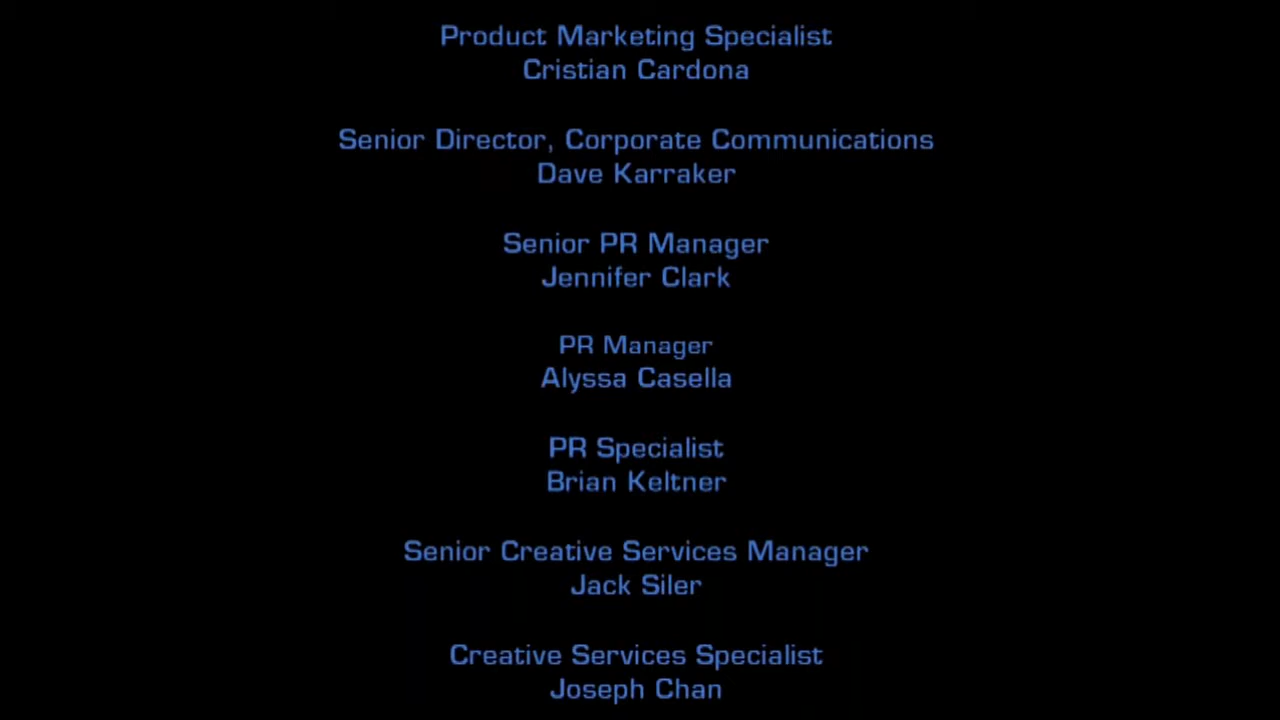 Product Marketing Specialist
Cristian Cardona
Senior Director, Corporate Communications
Dave Karraker
Senior PR Manager
Jennifer Clark
PR Manager
Alyssa Casella
PR Specialist
Brian Keltner
Senior Creative Services Manager
Jack Siler
Creative Services Specialist
Joseph Chan